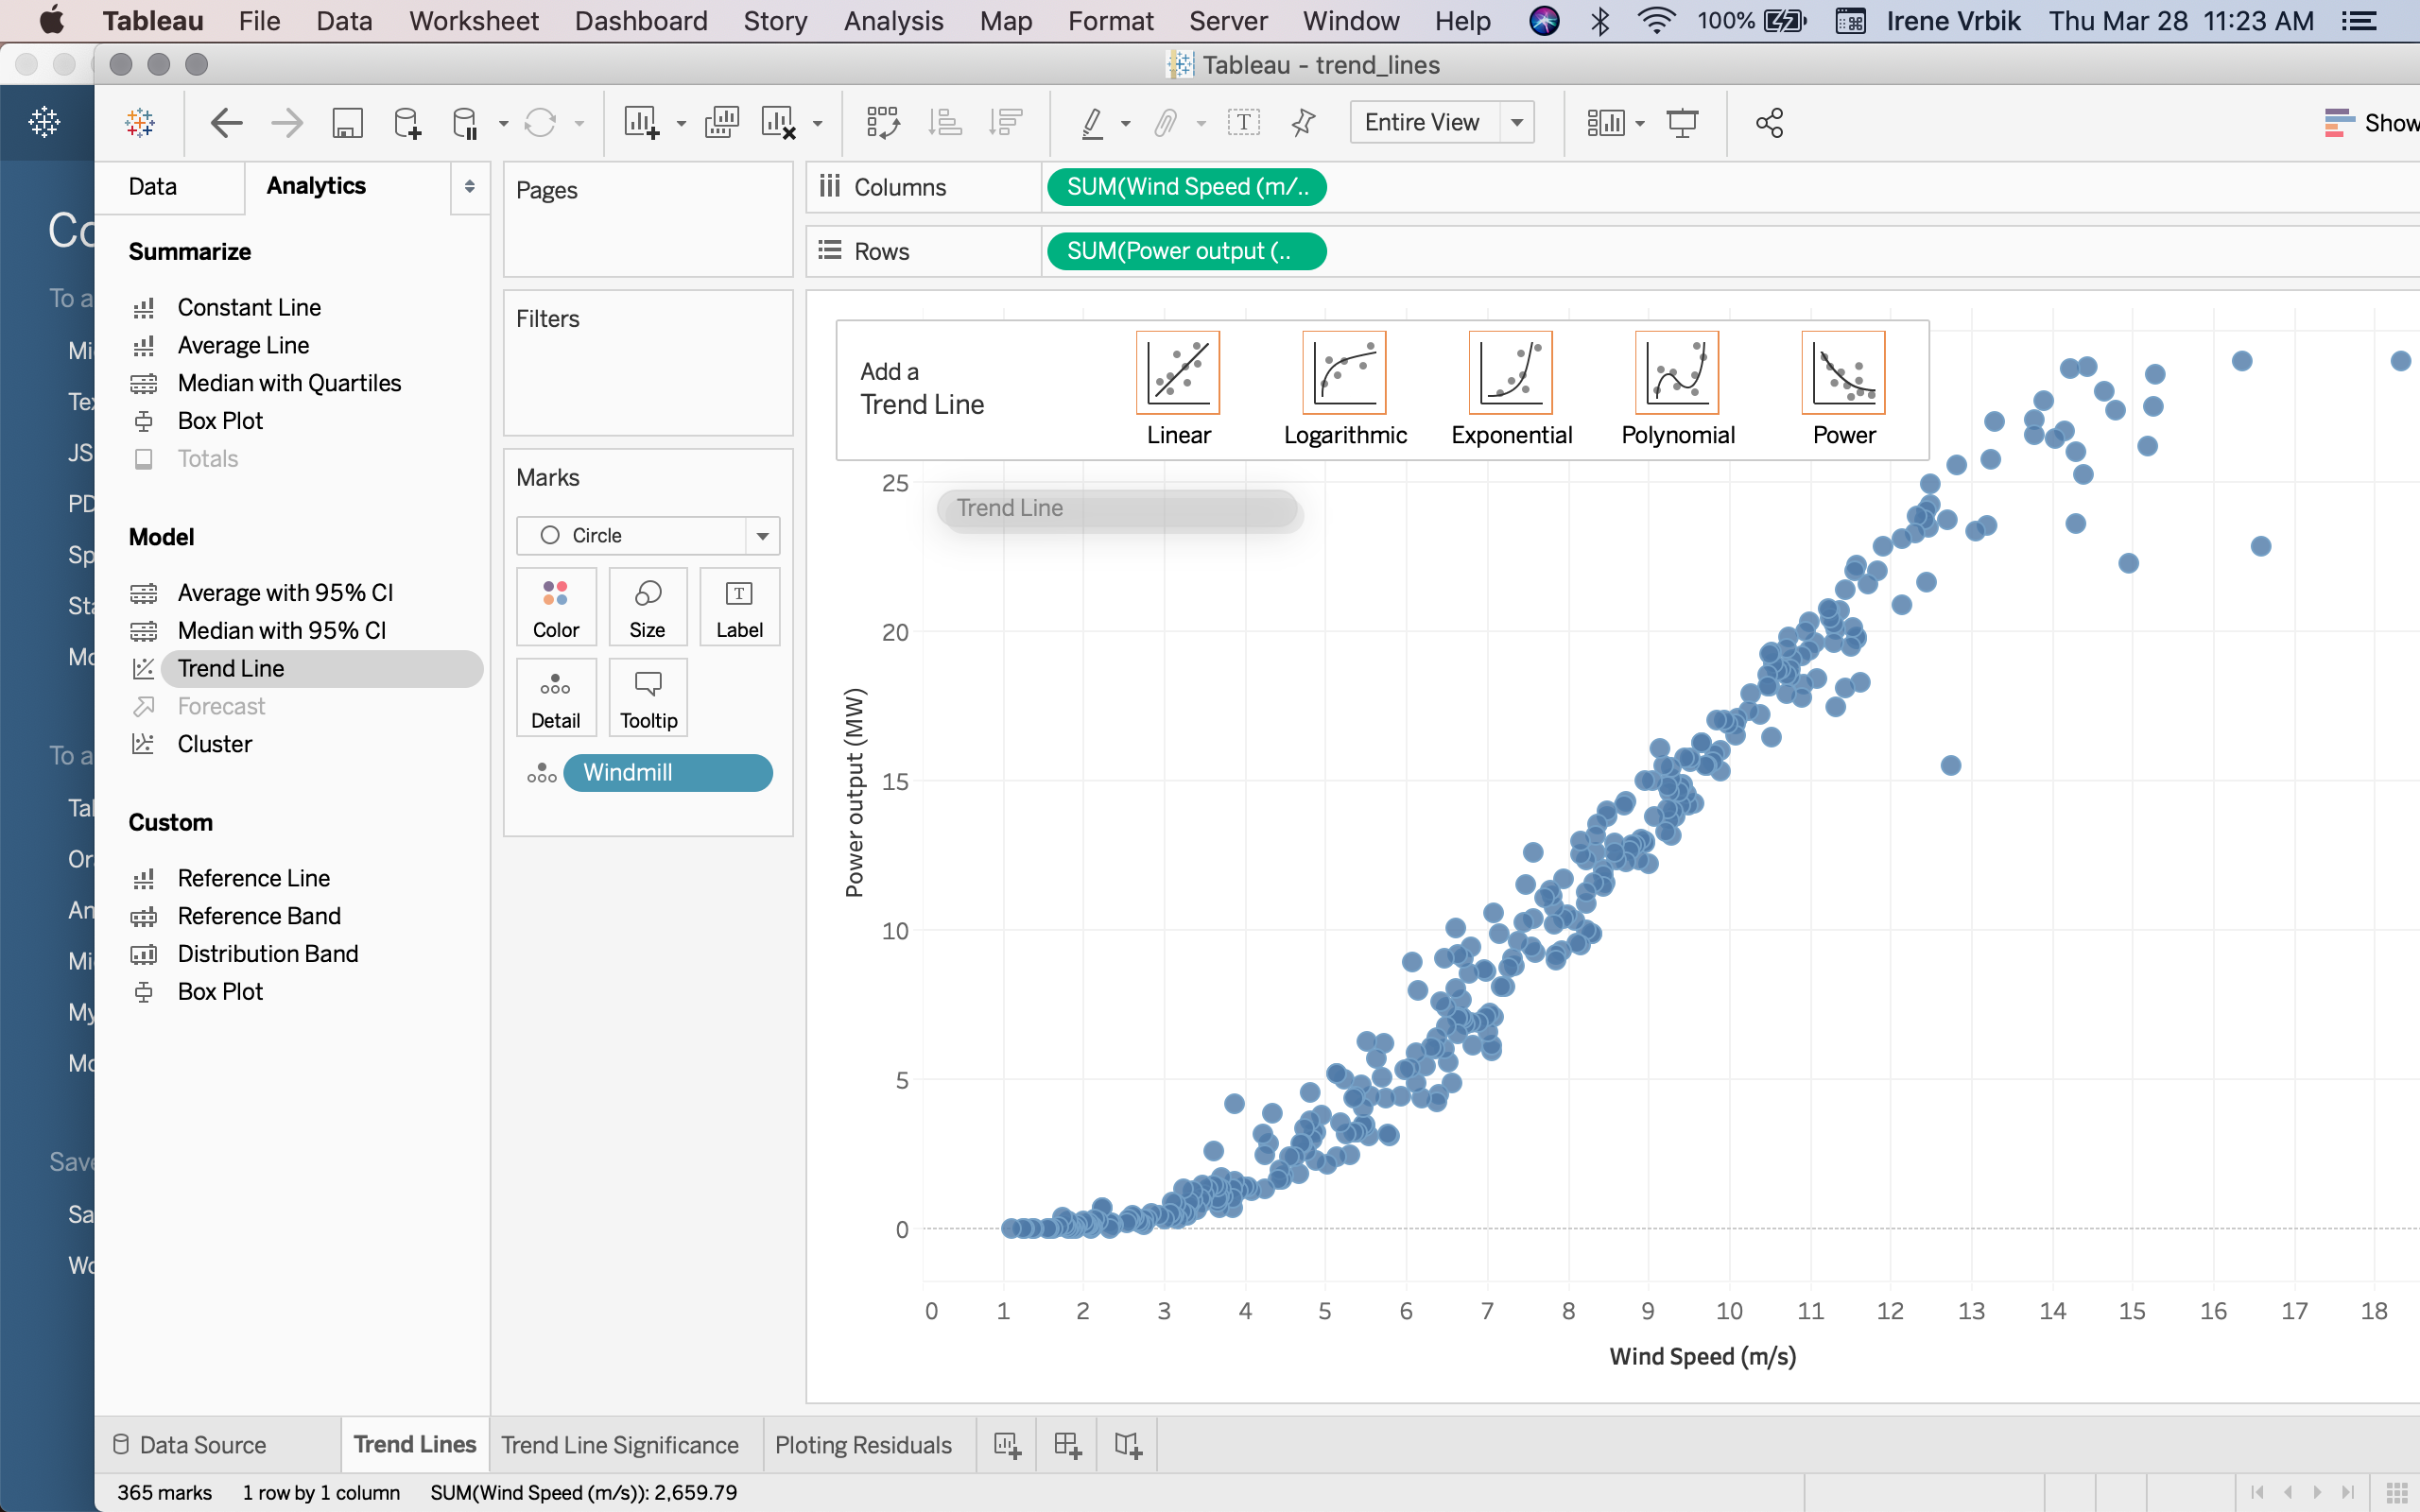 Tableau File Data Worksheet Dashboard Story Analysis Map Format Server Window Help 100% Irene Vrbik Thu Mar 28 11:23 AM
Tableau - trend_lines
Entire View
Show
Data Analytics
Summarize
Constant Line
Average Line
Median with Quartiles
Box Plot
Totals
Model
Average with 95% CI
Median with 95% CI
Trend Line
Forecast
Cluster
Custom
Reference Line
Reference Band
Distribution Band
Box Plot
Pages
Filters
Marks
Circle
Color Size Label
Detail Tooltip
Windmill
Columns SUM(Wind Speed (m/..
Rows SUM(Power output (..
Add a
Trend Line
Linear Logarithmic Exponential Polynomial Power
Trend Line
25
20
15
10
5
0
Power output (MW)
0 1 2 3 4 5 6 7 8 9 10 11 12 13 14 15 16 17 18
Wind Speed (m/s)
Co
To a
Mi
Tex
JS
PD
Sp
Sta
Mo
To a
Tal
Or
An
Mi
My
Mo
Save
Sa
Wo
Data Source Trend Lines Trend Line Significance Ploting Residuals
365 marks 1 row by 1 column SUM(Wind Speed (m/s)): 2,659.79